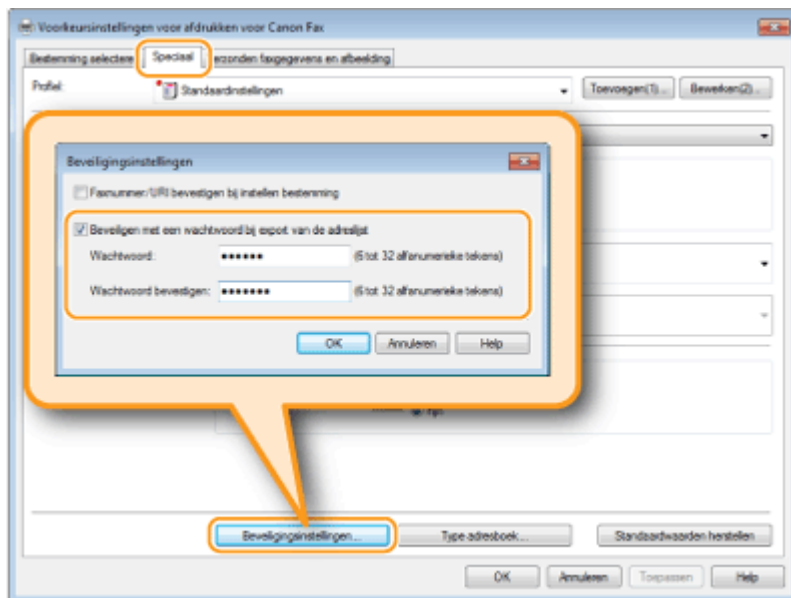 Voorkeursinstellingen voor afdrukken voor Canon Fax
Bestemming selectere
Speciaal
erzonden faxgegevens en afbeelding
Profiel:
Standaardinstellingen
Toevoegen(1)...
Bewerken(2)...
Beveiligingsinstellingen
Faxnummer/URI bevestigen bij instellen bestemming
Beveiligen met een wachtwoord bij export van de adreslijst
Wachtwoord:
•••••• (6 tot 32 alfanumerieke tekens)
Wachtwoord bevestigen:
••••••• (6 tot 32 alfanumerieke tekens)
OK
Annuleren
Help
Beveiligingsinstellingen...
Type adresboek...
Standaardwaarden herstellen
OK
Annuleren
Toepassen
Help